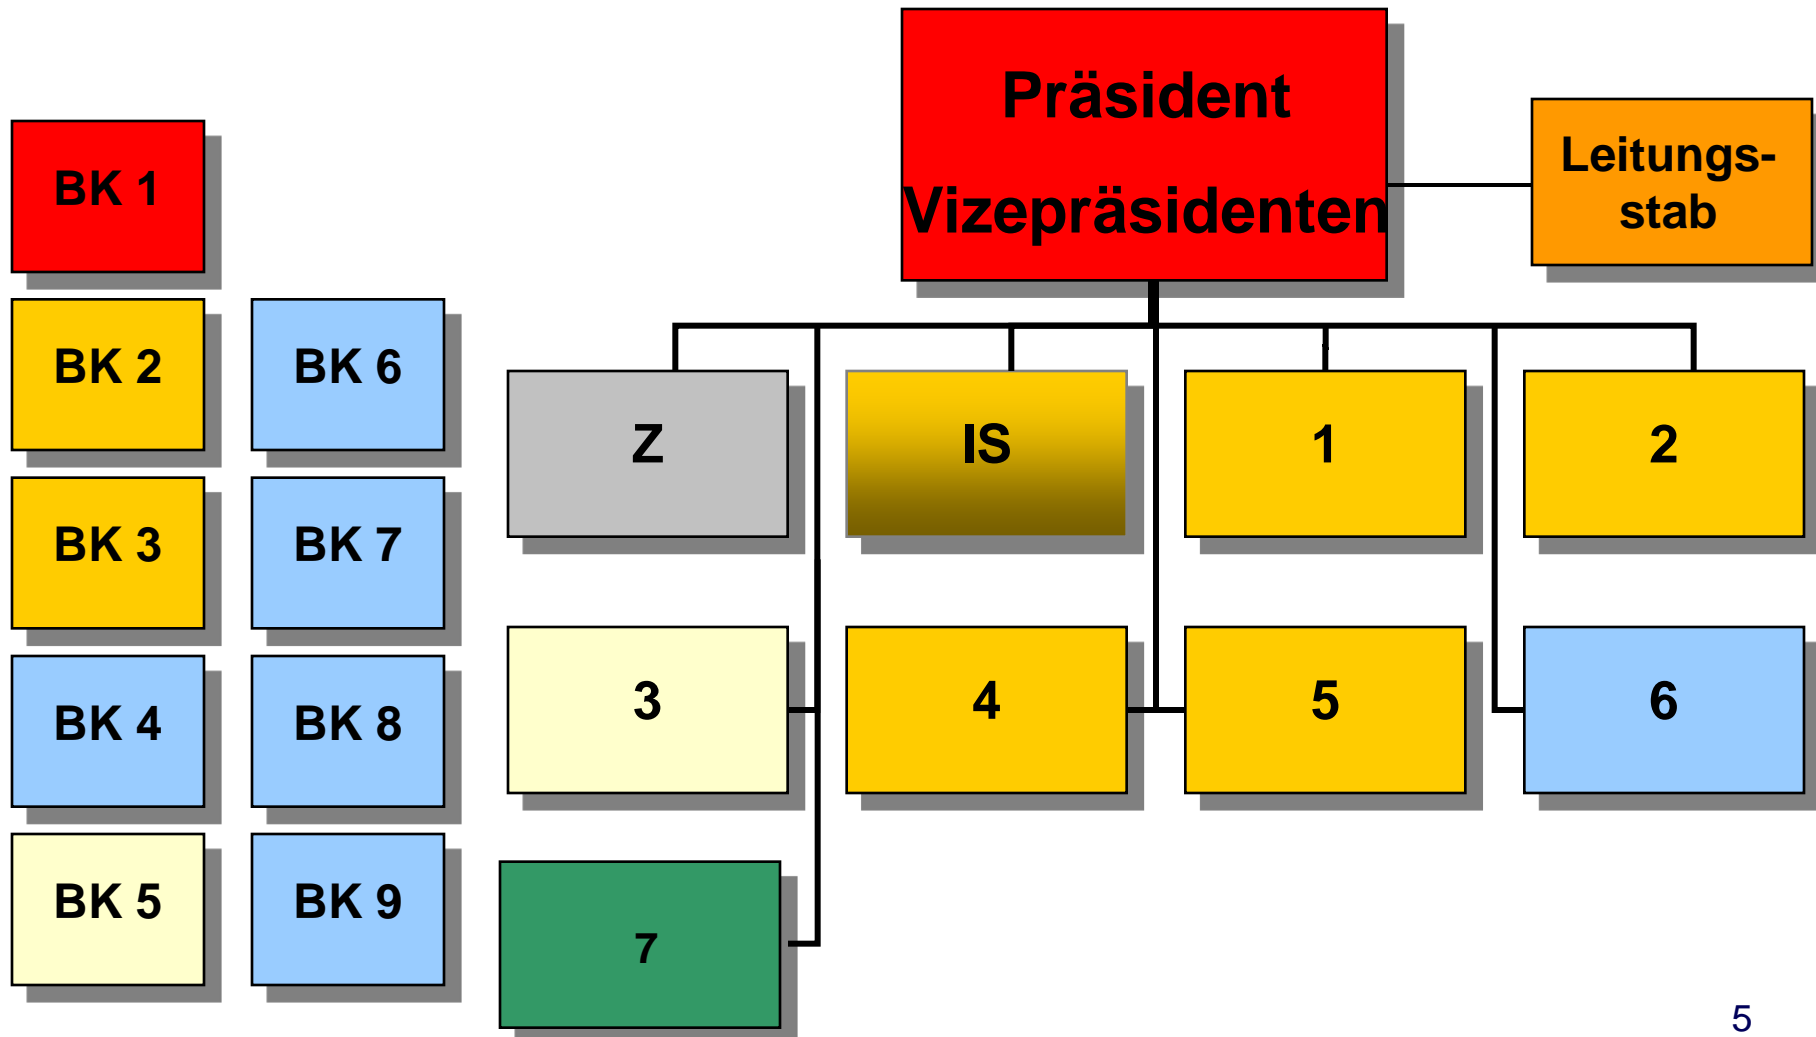 Präsident
Vizepräsidenten
Leitungs-
stab
BK 1
BK 2
BK 6
BK 3
BK 7
BK 4
BK 8
BK 5
BK 9
Z
IS
1
2
3
4
5
6
7
5